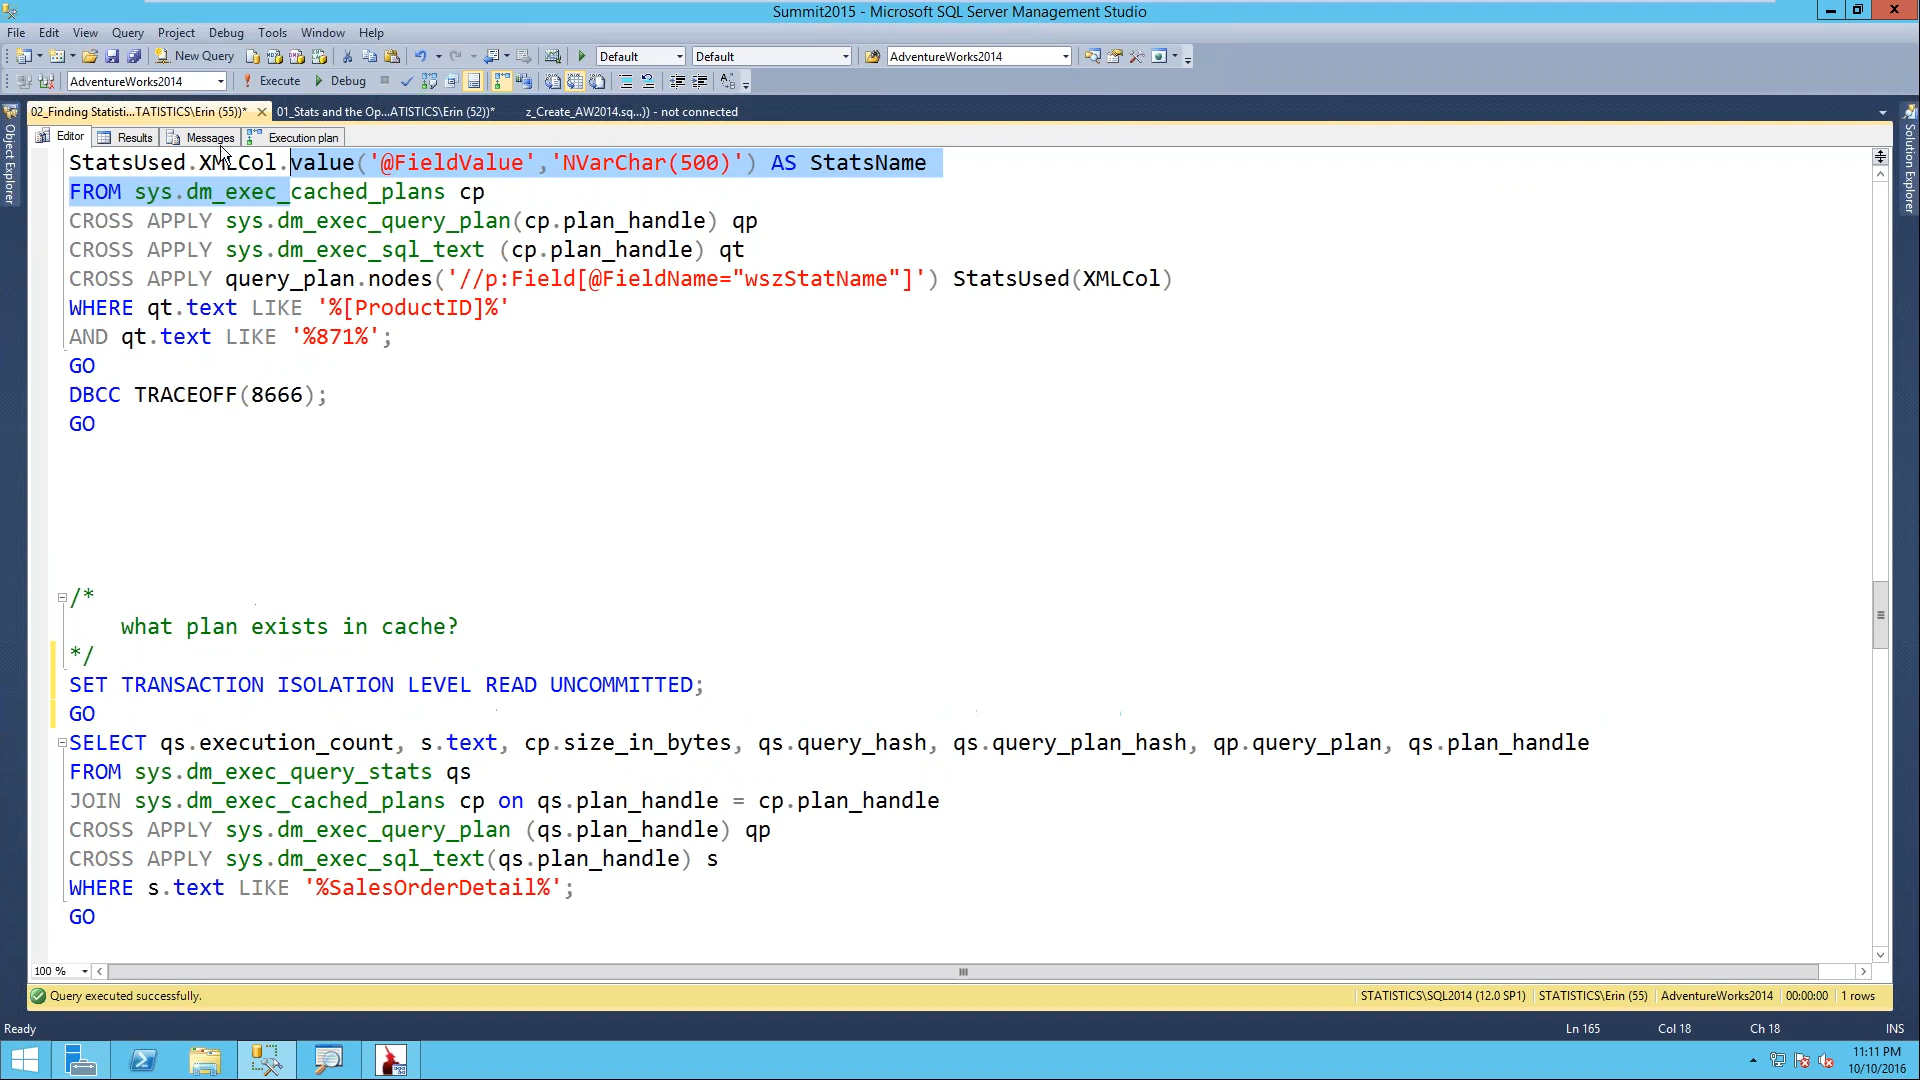 Summit2015 - Microsoft SQL Server Management Studio
File Edit View Query Project Debug Tools Window Help
New Query Default Default AdventureWorks2014
AdventureWorks2014 Execute Debug
02_Finding Statisti...TATISTICS\Erin (55))* 01_Stats and the Op...ATISTICS\Erin (52))* z_Create_AW2014.sq...)) - not connected
Editor Results Messages Execution plan
Object Explorer
Solution Explorer
StatsUsed.XMLCol.value('@FieldValue','NVarChar(500)') AS StatsName
FROM sys.dm_exec_cached_plans cp
CROSS APPLY sys.dm_exec_query_plan(cp.plan_handle) qp
CROSS APPLY sys.dm_exec_sql_text (cp.plan_handle) qt
CROSS APPLY query_plan.nodes('//p:Field[@FieldName="wszStatName"]') StatsUsed(XMLCol)
WHERE qt.text LIKE '%[ProductID]%'
AND qt.text LIKE '%871%';
GO
DBCC TRACEOFF(8666);
GO
/*
what plan exists in cache?
*/
SET TRANSACTION ISOLATION LEVEL READ UNCOMMITTED;
GO
SELECT qs.execution_count, s.text, cp.size_in_bytes, qs.query_hash, qs.query_plan_hash, qp.query_plan, qs.plan_handle
FROM sys.dm_exec_query_stats qs
JOIN sys.dm_exec_cached_plans cp on qs.plan_handle = cp.plan_handle
CROSS APPLY sys.dm_exec_query_plan (qs.plan_handle) qp
CROSS APPLY sys.dm_exec_sql_text(qs.plan_handle) s
WHERE s.text LIKE '%SalesOrderDetail%';
GO
100 %
Query executed successfully. STATISTICS\SQL2014 (12.0 SP1) STATISTICS\Erin (55) AdventureWorks2014 00:00:00 1 rows
Ready Ln 165 Col 18 Ch 18 INS
11:11 PM
10/10/2016